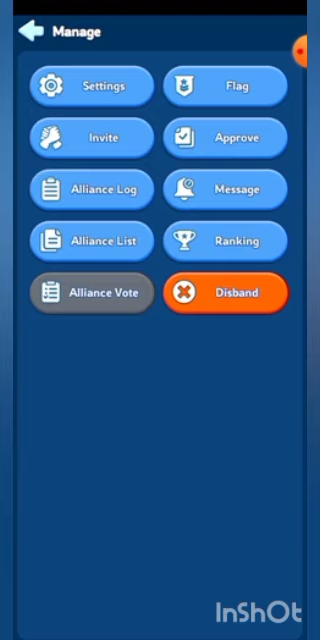 Manage
Settings
Flag
Invite
Approve
Alliance Log
Message
Alliance List
Ranking
Alliance Vote
Disband
InShOt